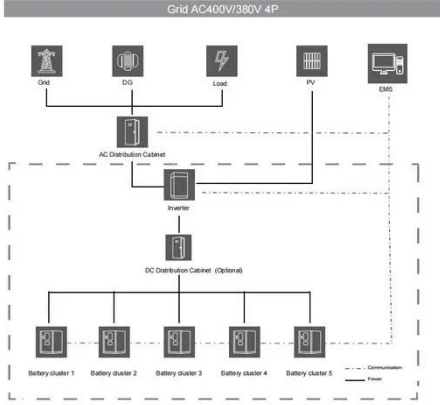 Grid AC400V/380V 4P
Grid
DG
Load
PV
EMS
AC Distribution Cabinet
Inverter
DC Distribution Cabinet (Optional)
Battery cluster 1
Battery cluster 2
Battery cluster 3
Battery cluster 4
Battery cluster 5
Communication
Power